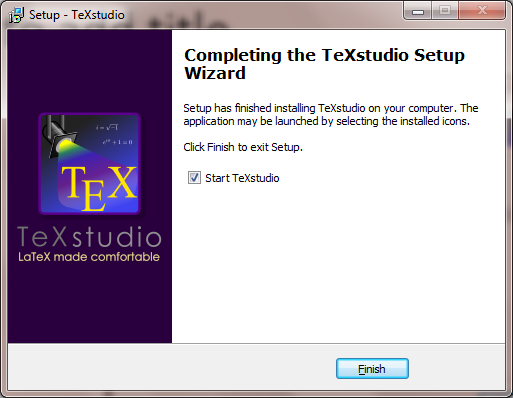 Setup - TeXstudio
Completing the TeXstudio Setup
Wizard
Setup has finished installing TeXstudio on your computer. The
application may be launched by selecting the installed icons.
Click Finish to exit Setup.
Start TeXstudio
i = √-1
e^{iπ} + 1 = 0
TEX
TeXstudio
LaTeX made comfortable
Finish